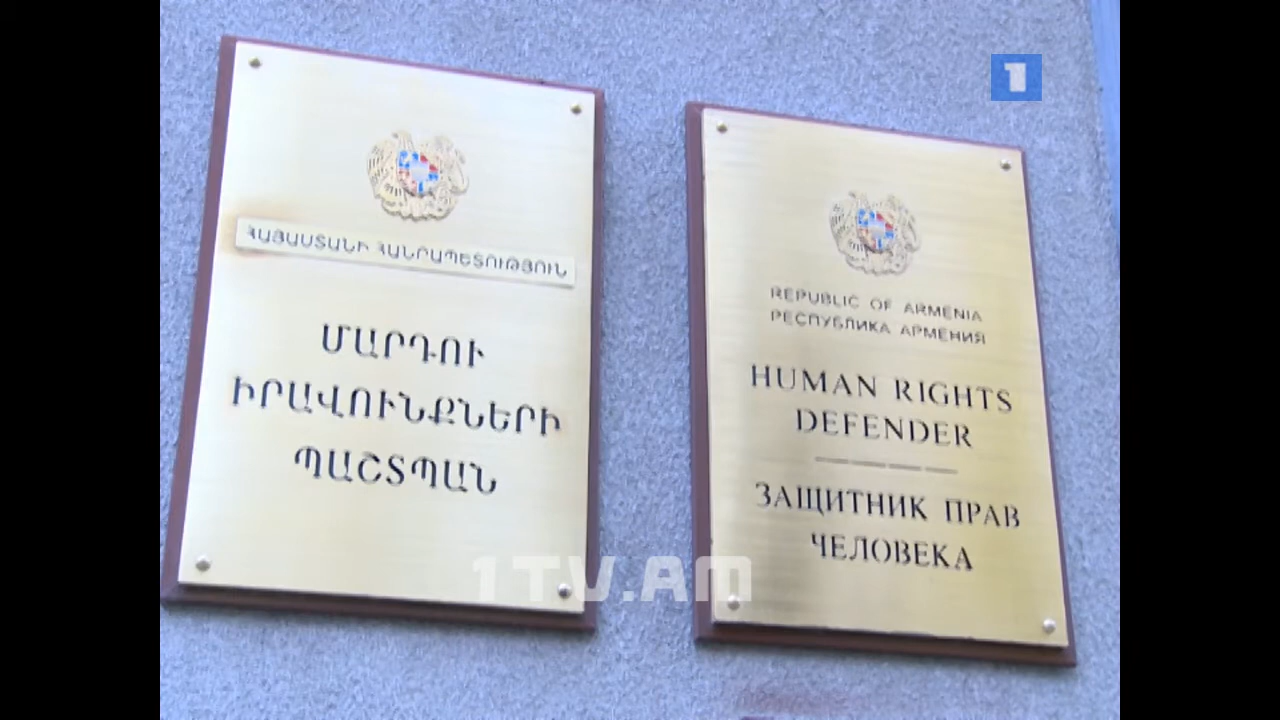 ՀԱՅԱՍՏԱՆԻ ՀԱՆՐԱՊԵՏՈՒԹՅՈՒՆ
ՄԱՐԴՈՒ
ԻՐԱՎՈՒՆՔՆԵՐԻ
ՊԱՇՏՊԱՆ
1
REPUBLIC OF ARMENIA
РЕСПУБЛИКА АРМЕНИЯ
HUMAN RIGHTS
DEFENDER
ЗАЩИТНИК ПРАВ
ЧЕЛОВЕКА
1TV.AM